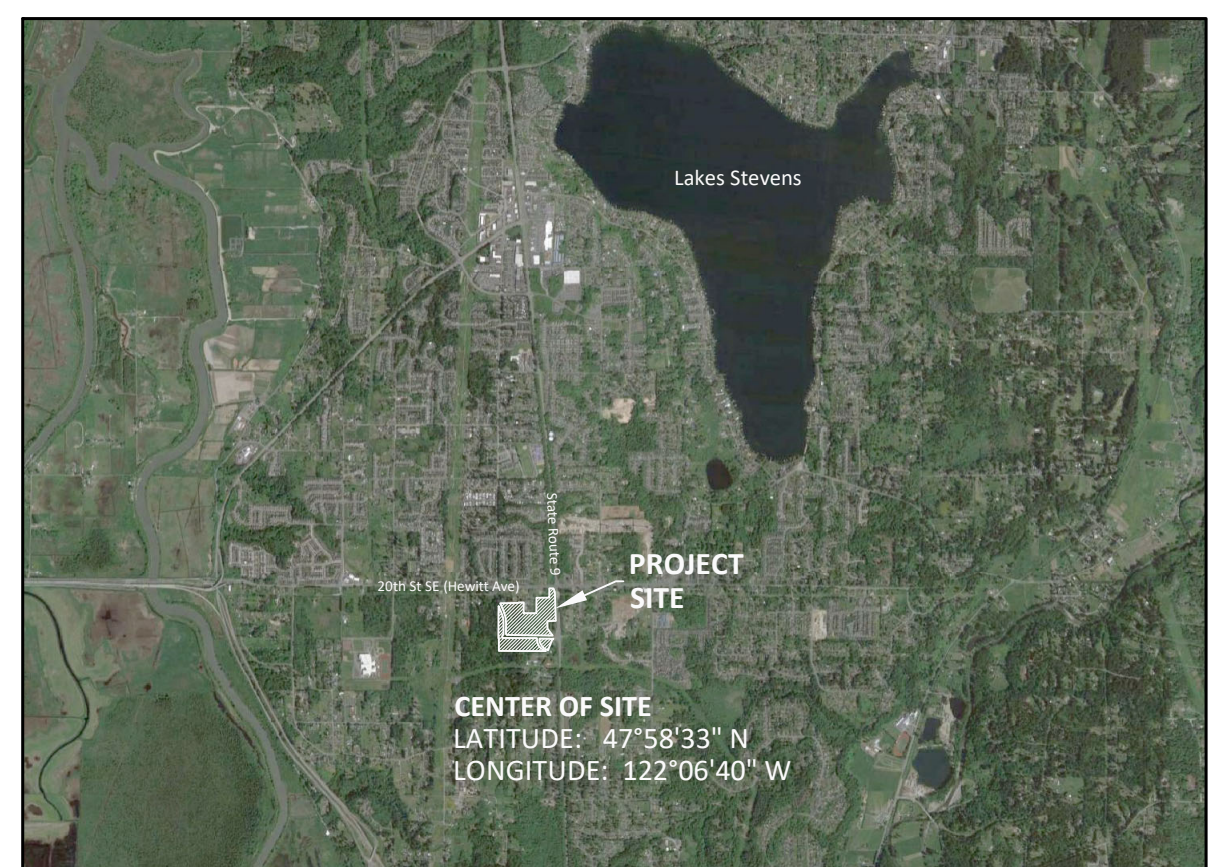 Lakes Stevens
State Route 9
20th St SE (Hewitt Ave)
PROJECT
SITE
CENTER OF SITE
LATITUDE: 47°58'33" N
LONGITUDE: 122°06'40" W